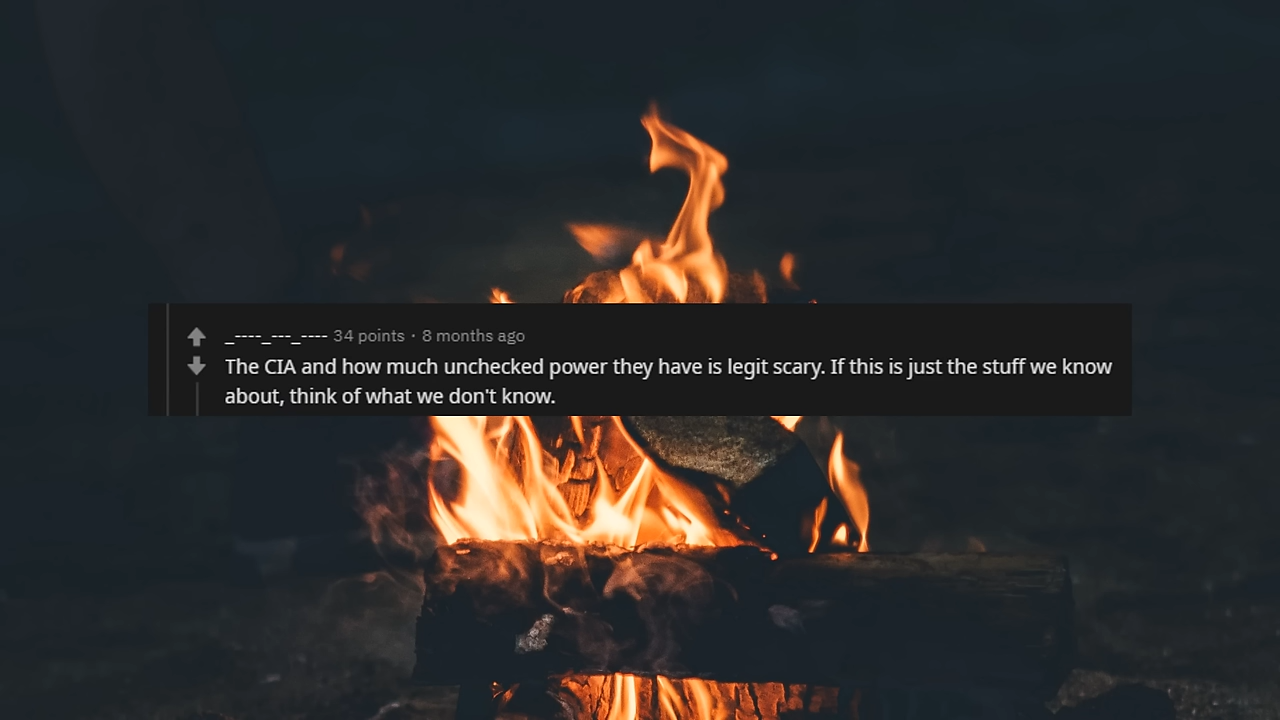 _----_---_---- 34 points · 8 months ago
The CIA and how much unchecked power they have is legit scary. If this is just the stuff we know
about, think of what we don't know.